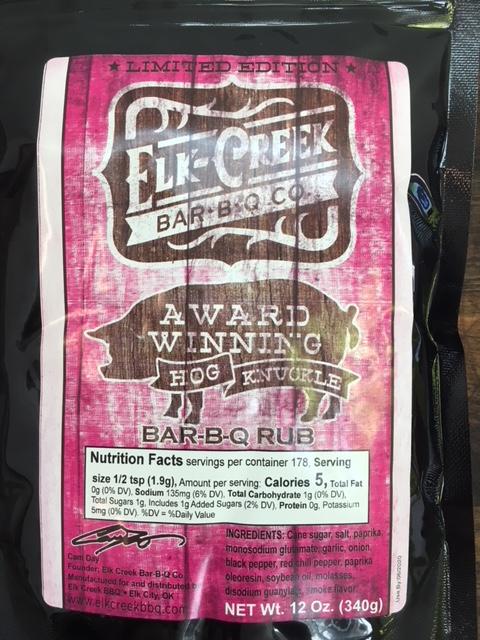 ★ LIMITED EDITION ★
ELK-CREEK
BAR-B-Q CO.
AWARD
WINNING
HOG KNUCKLE
BAR-B-Q RUB
Nutrition Facts servings per container 178, Serving
size 1/2 tsp (1.9g), Amount per serving: Calories 5, Total Fat
0g (0% DV), Sodium 135mg (6% DV), Total Carbohydrate 1g (0% DV),
Total Sugars 1g, Includes 1g Added Sugars (2% DV), Protein 0g, Potassium
5mg (0% DV). %DV = %Daily Value
Cam Day
Founder, Elk Creek Bar-B-Q Co
Manufactured for and distributed by
Elk Creek BBQ • Elk City, OK
www.elkcreekbbq.com
INGREDIENTS: Cane sugar, salt, paprika,
monosodium glutamate, garlic, onion,
black pepper, red chili pepper, paprika
oleoresin, soybean oil, molasses,
disodium guanylate, smoke flavor.
NET Wt. 12 Oz. (340g)
Use By:06/2020